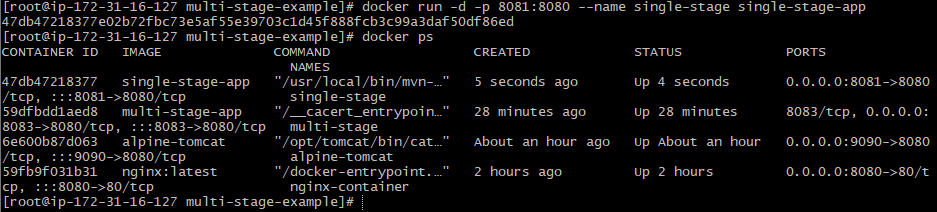 [root@ip-172-31-16-127 multi-stage-example]# docker run -d -p 8081:8080 --name single-stage single-stage-app
47db47218377e02b72fbc73e5af55e39703c1d45f888fcb3c99a3daf50df86ed
[root@ip-172-31-16-127 multi-stage-example]# docker ps
CONTAINER ID   IMAGE              COMMAND                  CREATED             STATUS             PORTS
                                    NAMES
47db47218377   single-stage-app   "/usr/local/bin/mvn-…"   5 seconds ago       Up 4 seconds       0.0.0.0:8081->8080
/tcp, :::8081->8080/tcp             single-stage
59dfbdd1aed8   multi-stage-app    "/__cacert_entrypoin…"   28 minutes ago      Up 28 minutes      8083/tcp, 0.0.0.0:
8083->8080/tcp, :::8083->8080/tcp   multi-stage
6e600b87d063   alpine-tomcat      "/opt/tomcat/bin/cat…"   About an hour ago   Up About an hour   0.0.0.0:9090->8080
/tcp, :::9090->8080/tcp             alpine-tomcat
59fb9f031b31   nginx:latest       "/docker-entrypoint.…"   2 hours ago         Up 2 hours         0.0.0.0:8080->80/t
cp, :::8080->80/tcp                 nginx-container
[root@ip-172-31-16-127 multi-stage-example]#